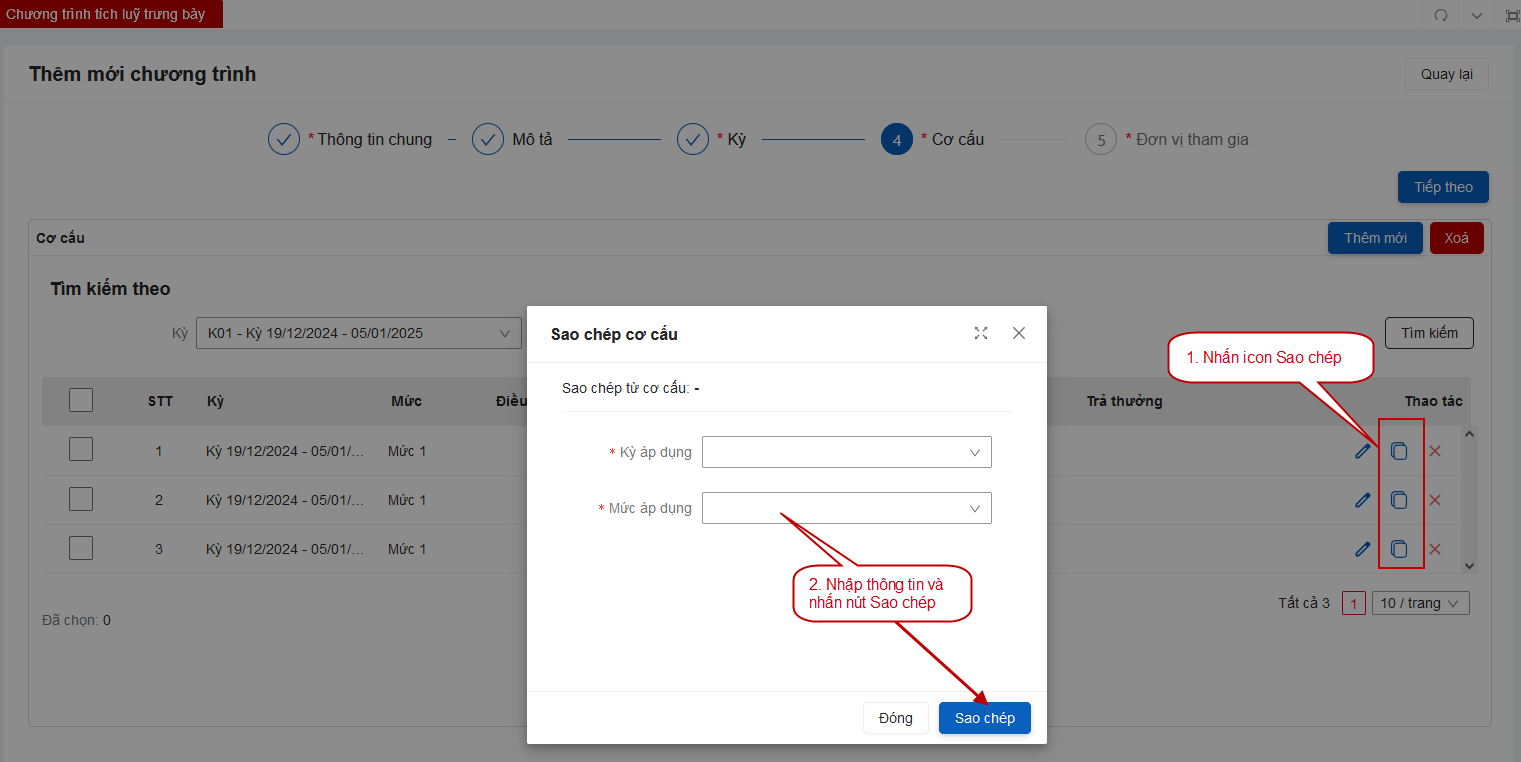 Chương trình tích luỹ trưng bày
Thêm mới chương trình
Quay lại
* Thông tin chung
Mô tả
* Kỳ
4 * Cơ cấu
5 * Đơn vị tham gia
Tiếp theo
Cơ cấu
Thêm mới
Xoá
Tìm kiếm theo
Kỳ K01 - Kỳ 19/12/2024 - 05/01/2025
Tìm kiếm
STT Kỳ Mức Điều Trả thưởng Thao tác
1 Kỳ 19/12/2024 - 05/01/... Mức 1
2 Kỳ 19/12/2024 - 05/01/... Mức 1
3 Kỳ 19/12/2024 - 05/01/... Mức 1
Đã chọn: 0
Tất cả 3 1 10 / trang
Sao chép cơ cấu
Sao chép từ cơ cấu: -
* Kỳ áp dụng
* Mức áp dụng
Đóng
Sao chép
1. Nhấn icon Sao chép
2. Nhập thông tin và
nhấn nút Sao chép